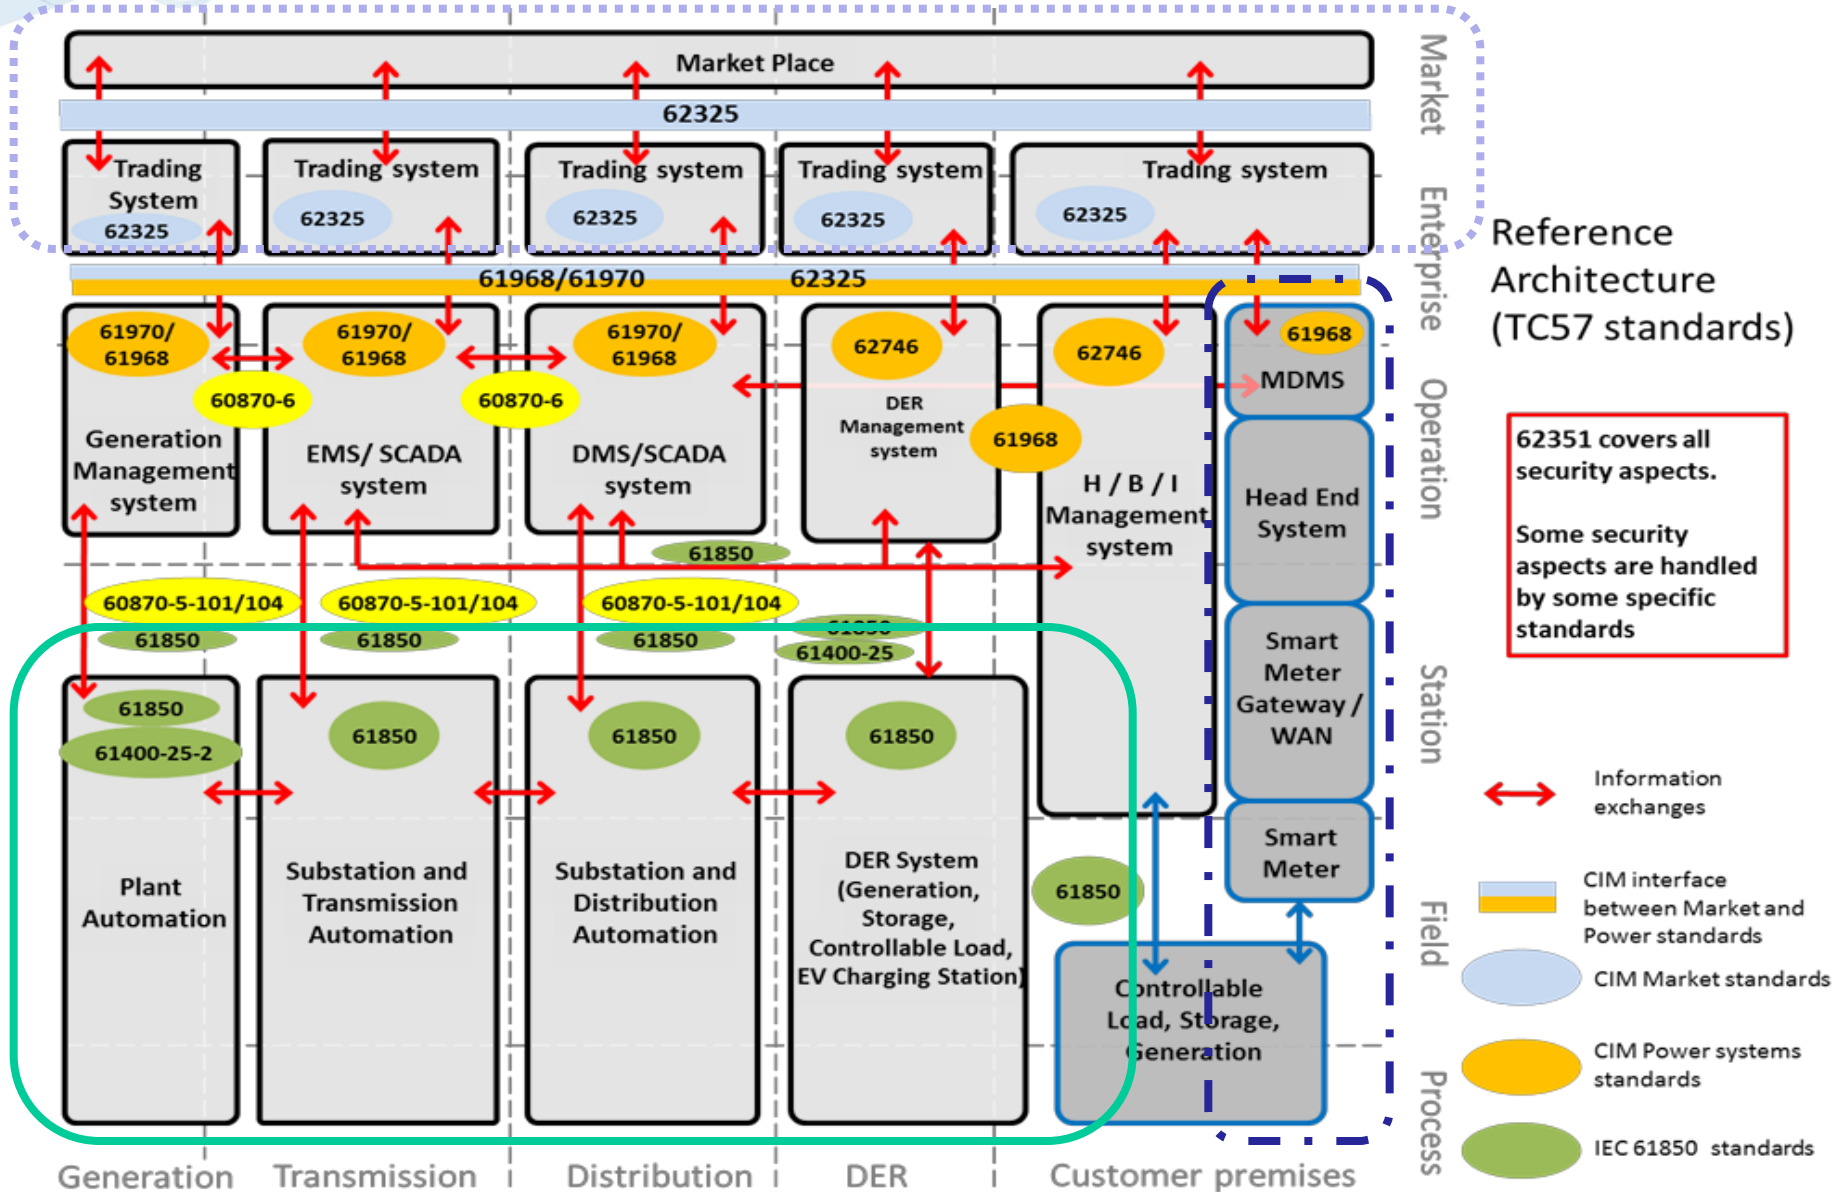 Market Place
62325
Trading
System
62325
Trading system
62325
Trading system
62325
Trading system
62325
Trading system
62325
61968/61970
62325
61970/
61968
60870-6
Generation
Management
system
61970/
61968
60870-6
EMS/ SCADA
system
61970/
61968
DMS/SCADA
system
62746
DER
Management
system
61968
62746
H / B / I
Management
system
61968
MDMS
Head End
System
Smart
Meter
Gateway /
WAN
Smart
Meter
61850
60870-5-101/104
61850
60870-5-101/104
61850
60870-5-101/104
61850
61850
61400-25
61850
61400-25-2
Plant
Automation
61850
Substation and
Transmission
Automation
61850
Substation and
Distribution
Automation
61850
DER System
(Generation,
Storage,
Controllable Load,
EV Charging Station)
61850
Controllable
Load, Storage,
Generation
Generation
Transmission
Distribution
DER
Customer premises
Market
Enterprise
Operation
Station
Field
Process
Reference
Architecture
(TC57 standards)
62351 covers all
security aspects.
Some security
aspects are handled
by some specific
standards
Information
exchanges
CIM interface
between Market and
Power standards
CIM Market standards
CIM Power systems
standards
IEC 61850 standards